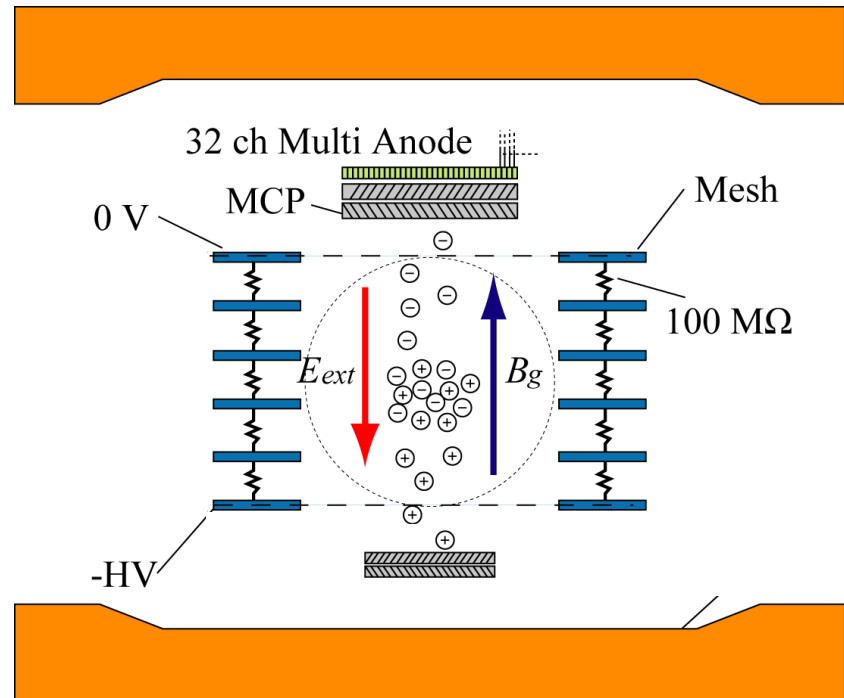 32 ch Multi Anode
MCP
Mesh
0 V
100 MΩ
Eext
Bg
-HV